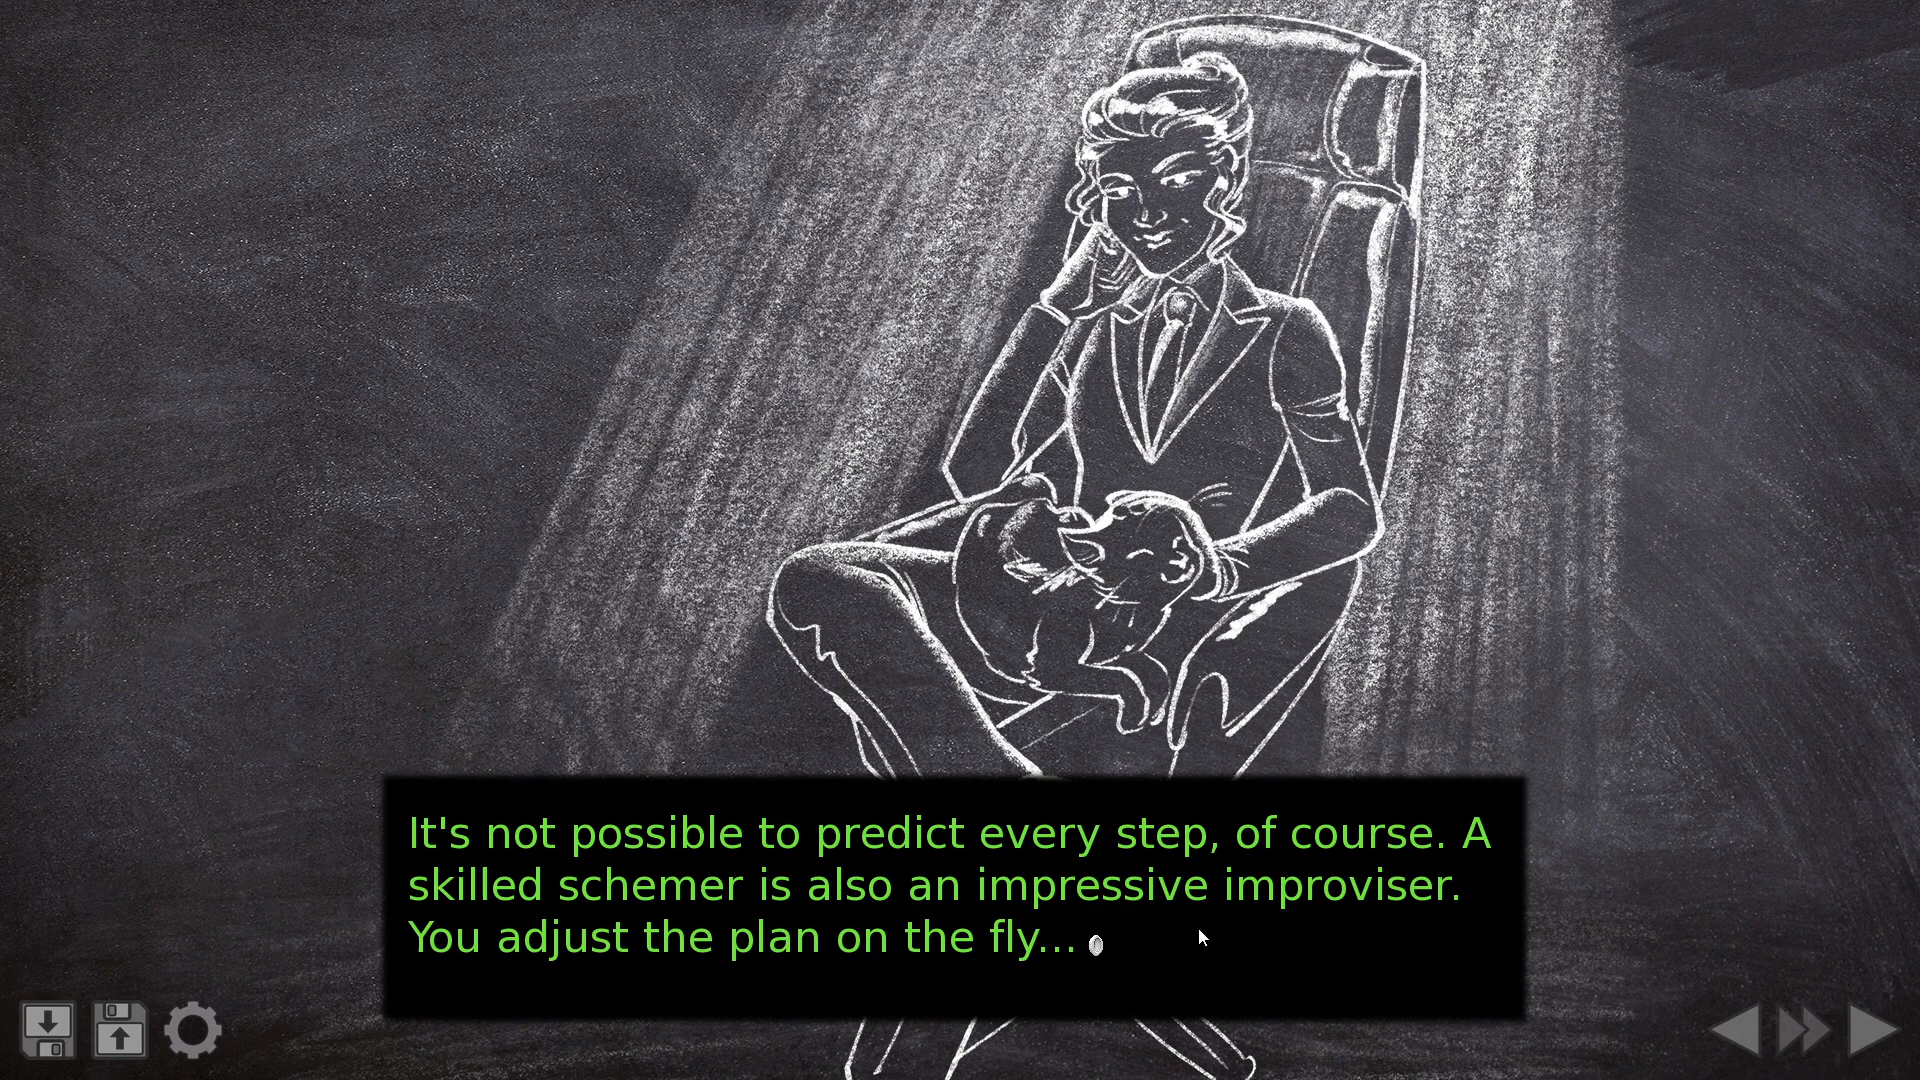 It's not possible to predict every step, of course. A
skilled schemer is also an impressive improviser.
You adjust the plan on the fly...